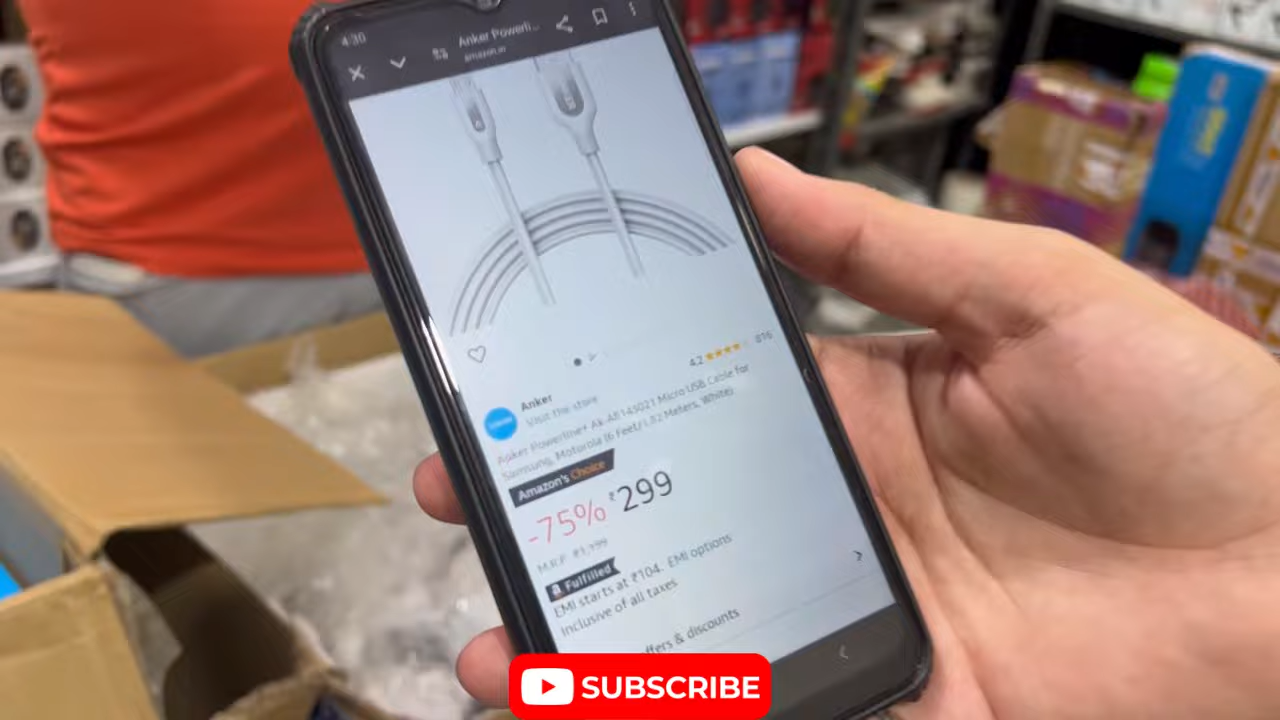 4:30
Anker Powerli...
amazon.in
4.2 816
Anker
Visit the store
Anker Powerline+ Ak-A8143021 Micro USB Cable for
Samsung, Motorola (6 Feet/1.82 Meters, White)
Amazon's Choice
-75% ₹299
M.R.P. ₹1,199
Fulfilled
EMI starts at ₹104. EMI options
Inclusive of all taxes
ffers & discounts
SUBSCRIBE